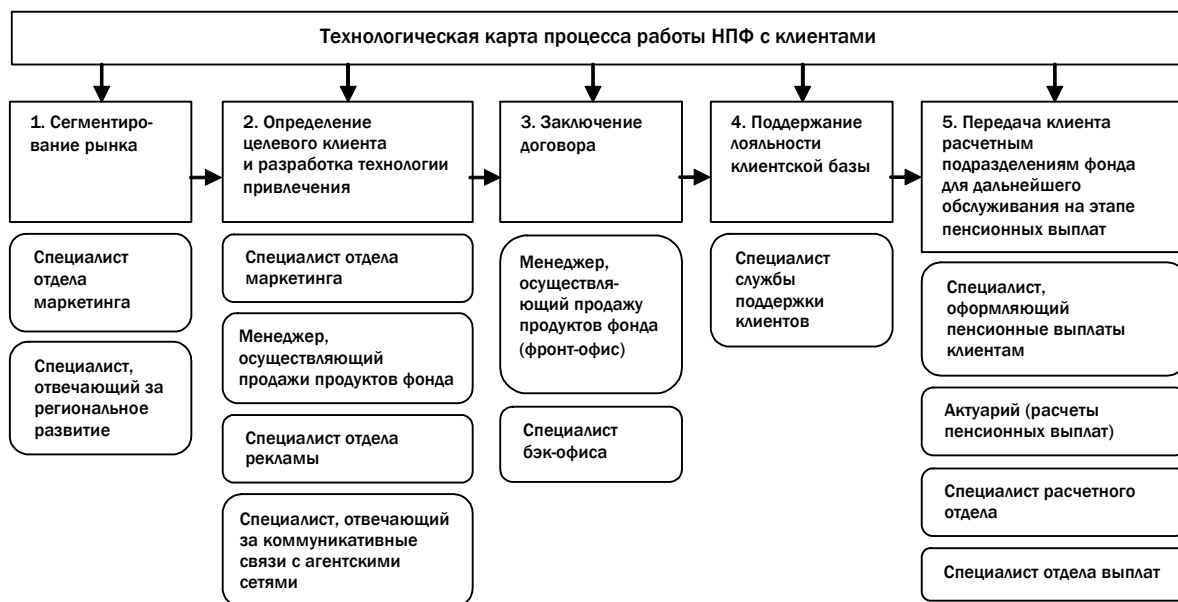 Технологическая карта процесса работы НПФ с клиентами
1. Сегментиро-
вание рынка
Специалист
отдела
маркетинга
Специалист,
отвечающий за
региональное
развитие
2. Определение
целевого клиента
и разработка технологии
привлечения
Специалист отдела
маркетинга
Менеджер,
осуществляющий
продажи продуктов фонда
Специалист отдела
рекламы
Специалист, отвечающий
за коммуникативные
связи с агентскими
сетями
3. Заключение
договора
Менеджер,
осуществля-
ющий продажу
продуктов фонда
(фронт-офис)
Специалист
бэк-офиса
4. Поддержание
лояльности
клиентской базы
Специалист
службы
поддержки
клиентов
5. Передача клиента
расчетным
подразделениям фонда
для дальнейшего
обслуживания на этапе
пенсионных выплат
Специалист,
оформляющий
пенсионные выплаты
клиентам
Актуарий (расчеты
пенсионных выплат)
Специалист расчетного
отдела
Специалист отдела выплат